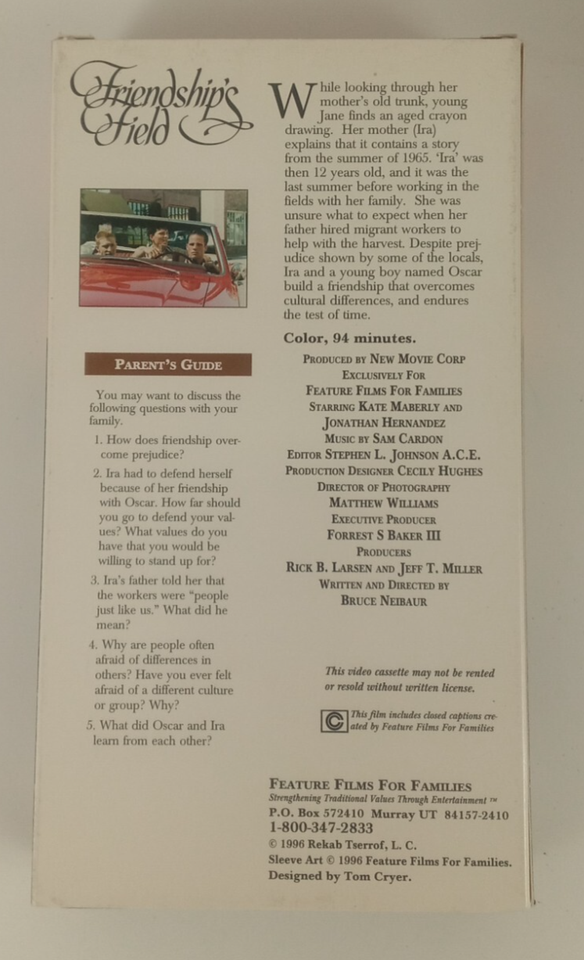 Friendship's
Field
While looking through her
mother's old trunk, young
Jane finds an aged crayon
drawing. Her mother (Ira)
explains that it contains a story
from the summer of 1965. 'Ira' was
then 12 years old, and it was the
last summer before working in the
fields with her family. She was
unsure what to expect when her
father hired migrant workers to
help with the harvest. Despite prej-
udice shown by some of the locals,
Ira and a young boy named Oscar
build a friendship that overcomes
cultural differences, and endures
the test of time.
Color, 94 minutes.
PRODUCED BY NEW MOVIE CORP
EXCLUSIVELY FOR
FEATURE FILMS FOR FAMILIES
STARRING KATE MABERLY AND
JONATHAN HERNANDEZ
MUSIC BY SAM CARDON
EDITOR STEPHEN L. JOHNSON A.C.E.
PRODUCTION DESIGNER CECILY HUGHES
DIRECTOR OF PHOTOGRAPHY
MATTHEW WILLIAMS
EXECUTIVE PRODUCER
FORREST S BAKER III
PRODUCERS
RICK B. LARSEN AND JEFF T. MILLER
WRITTEN AND DIRECTED BY
BRUCE NEIBAUR
PARENT'S GUIDE
You may want to discuss the
following questions with your
family.
1. How does friendship over-
come prejudice?
2. Ira had to defend herself
because of her friendship
with Oscar. How far should
you go to defend your val-
ues? What values do you
have that you would be
willing to stand up for?
3. Ira's father told her that
the workers were "people
just like us." What did he
mean?
4. Why are people often
afraid of differences in
others? Have you ever felt
afraid of a different culture
or group? Why?
5. What did Oscar and Ira
learn from each other?
This video cassette may not be rented
or resold without written license.
C This film includes closed captions cre-
ated by Feature Films For Families
FEATURE FILMS FOR FAMILIES
Strengthening Traditional Values Through Entertainment ™
P.O. Box 572410 Murray UT 84157-2410
1-800-347-2833
© 1996 Rekab Tserrof, L. C.
Sleeve Art © 1996 Feature Films For Families.
Designed by Tom Cryer.